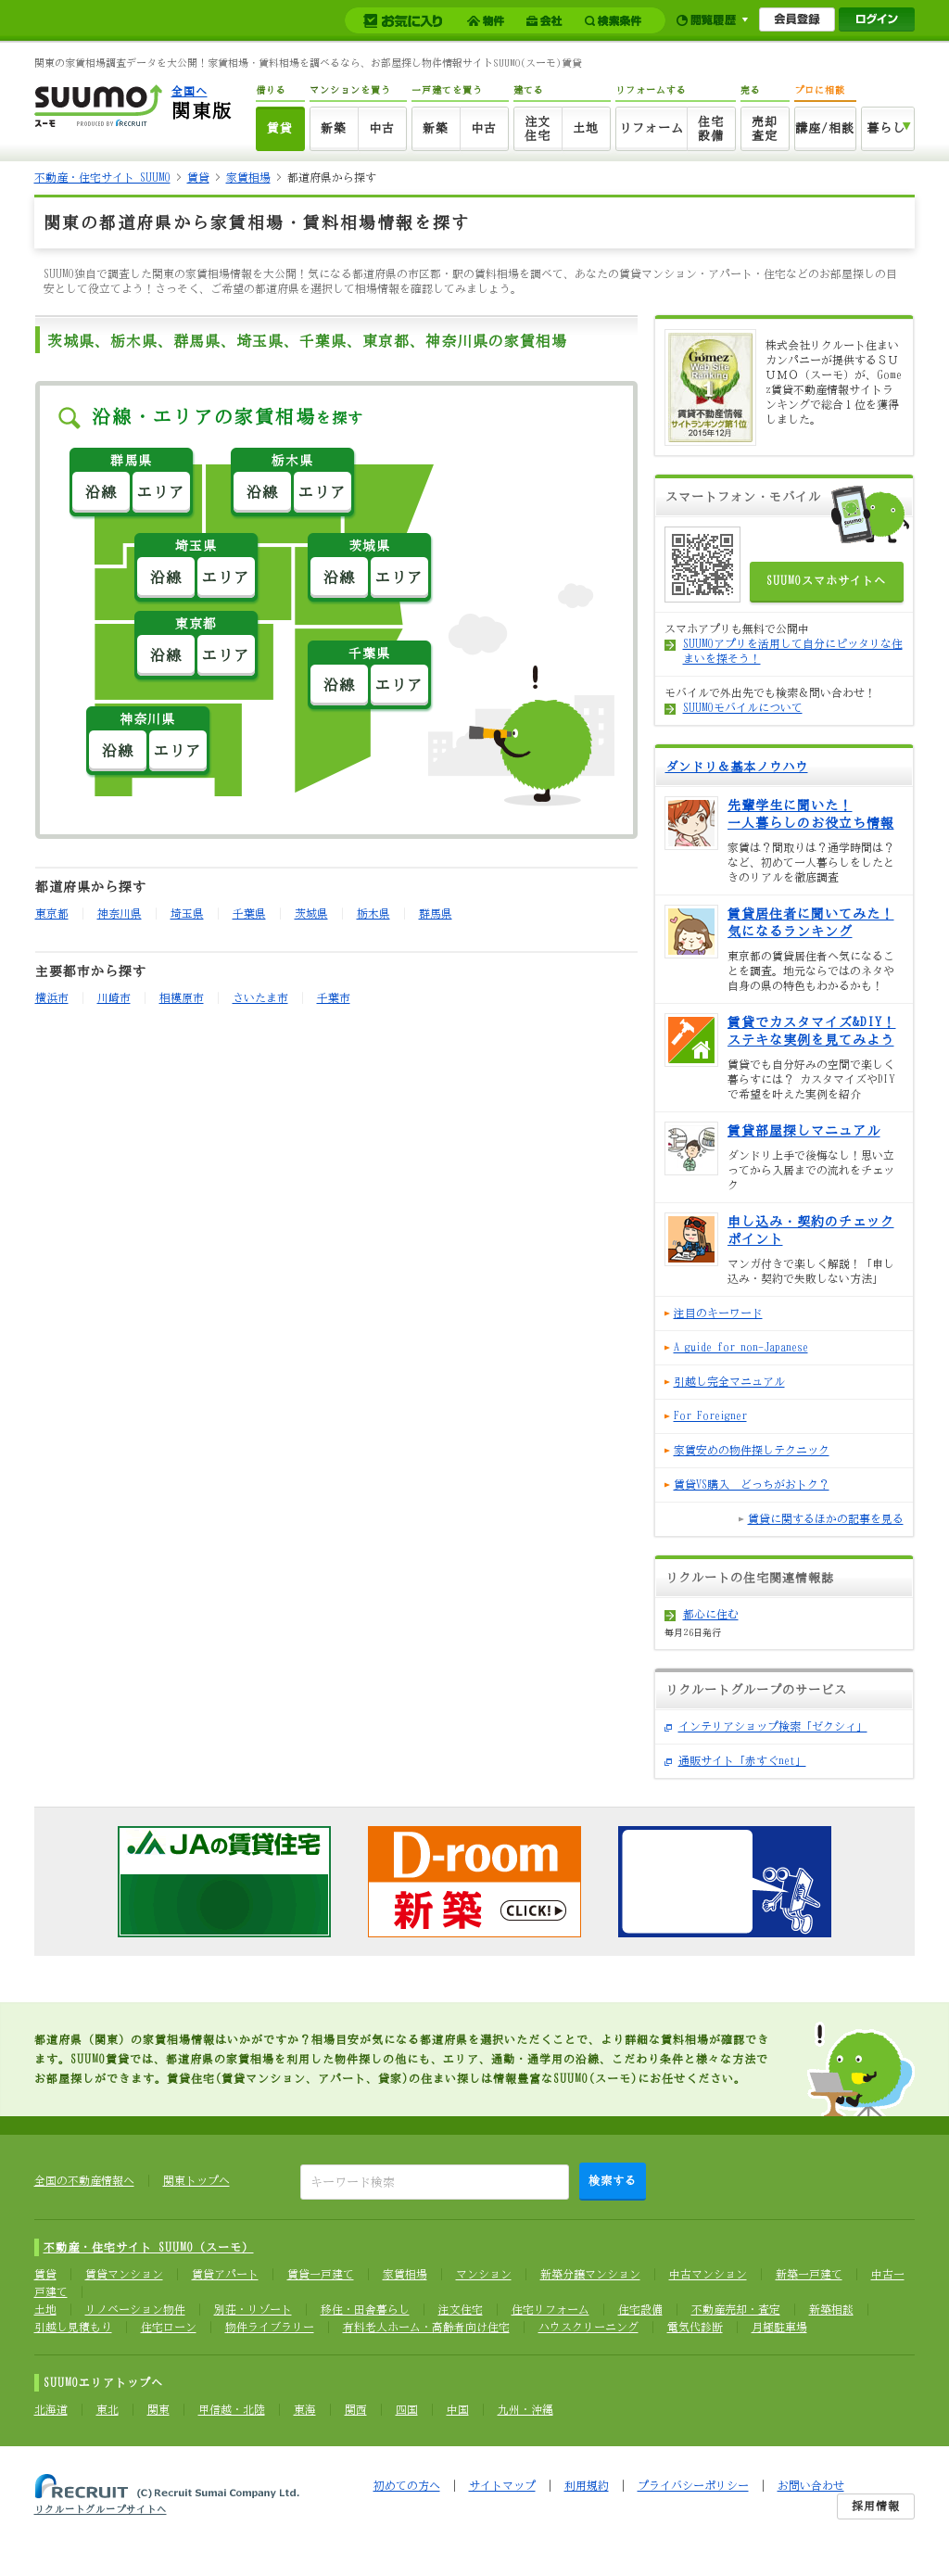 お気に入り 物件 会社 検索条件 閲覧履歴 会員登録 ログイン
関東の家賃相場調査データを大公開！家賃相場・賃料相場を調べるなら、お部屋探し物件情報サイトSUUMO(スーモ)賃貸
suumo
スーモ PRODUCED BY RECRUIT
全国へ
関東版
借りる マンションを買う 一戸建てを買う 建てる リフォームする 売る プロに相談
賃貸 新築 中古 新築 中古 注文住宅 土地 リフォーム 住宅設備 売却査定 講座/相談 暮らし
不動産・住宅サイト SUUMO > 賃貸 > 家賃相場 > 都道府県から探す
関東の都道府県から家賃相場・賃料相場情報を探す
SUUMO独自で調査した関東の家賃相場情報を大公開！気になる都道府県の市区郡・駅の賃料相場を調べて、あなたの賃貸マンション・アパート・住宅などのお部屋探しの目
安として役立てよう！さっそく、ご希望の都道府県を選択して相場情報を確認してみましょう。
茨城県、栃木県、群馬県、埼玉県、千葉県、東京都、神奈川県の家賃相場
沿線・エリアの家賃相場を探す
群馬県
沿線 エリア
栃木県
沿線 エリア
埼玉県
沿線 エリア
茨城県
沿線 エリア
東京都
沿線 エリア
千葉県
沿線 エリア
神奈川県
沿線 エリア
都道府県から探す
東京都 神奈川県 埼玉県 千葉県 茨城県 栃木県 群馬県
主要都市から探す
横浜市 川崎市 相模原市 さいたま市 千葉市
Gómez
Web Site
Ranking
1
賃貸不動産情報
サイトランキング第1位
2015年12月
株式会社リクルート住まい
カンパニーが提供するＳＵ
ＵＭＯ（スーモ）が、Gome
z賃貸不動産情報サイトラ
ンキングで総合１位を獲得
しました。
スマートフォン・モバイル
suumo
SUUMOスマホサイトへ
スマホアプリも無料で公開中
SUUMOアプリを活用して自分にピッタリな住
まいを探そう！
モバイルで外出先でも検索＆問い合わせ！
SUUMOモバイルについて
ダンドリ＆基本ノウハウ
先輩学生に聞いた！
一人暮らしのお役立ち情報
家賃は？間取りは？通学時間は？
など、初めて一人暮らしをしたと
きのリアルを徹底調査
賃貸居住者に聞いてみた！
気になるランキング
東京都の賃貸居住者へ気になるこ
とを調査。地元ならではのネタや
自身の県の特色もわかるかも！
賃貸でカスタマイズ&DIY！
ステキな実例を見てみよう
賃貸でも自分好みの空間で楽しく
暮らすには？ カスタマイズやDIY
で希望を叶えた実例を紹介
賃貸部屋探しマニュアル
ダンドリ上手で後悔なし！思い立
ってから入居までの流れをチェッ
ク
申し込み・契約のチェック
ポイント
マンガ付きで楽しく解説！「申し
込み・契約で失敗しない方法」
注目のキーワード
A guide for non-Japanese
引越し完全マニュアル
For Foreigner
家賃安めの物件探しテクニック
賃貸VS購入　どっちがおトク？
賃貸に関するほかの記事を見る
リクルートの住宅関連情報誌
都心に住む
毎月26日発行
リクルートグループのサービス
インテリアショップ検索「ゼクシィ」
通販サイト「赤すぐnet」
JAの賃貸住宅
D-room
新築 CLICK!
都道府県（関東）の家賃相場情報はいかがですか？相場目安が気になる都道府県を選択いただくことで、より詳細な賃料相場が確認でき
ます。SUUMO賃貸では、都道府県の家賃相場を利用した物件探しの他にも、エリア、通勤・通学用の沿線、こだわり条件と様々な方法で
お部屋探しができます。賃貸住宅(賃貸マンション、アパート、貸家)の住まい探しは情報豊富なSUUMO(スーモ)にお任せください。
全国の不動産情報へ 関東トップへ キーワード検索 検索する
不動産・住宅サイト SUUMO（スーモ）
賃貸 賃貸マンション 賃貸アパート 賃貸一戸建て 家賃相場 マンション 新築分譲マンション 中古マンション 新築一戸建て 中古一
戸建て
土地 リノベーション物件 別荘・リゾート 移住・田舎暮らし 注文住宅 住宅リフォーム 住宅設備 不動産売却・査定 新築相談
引越し見積もり 住宅ローン 物件ライブラリー 有料老人ホーム・高齢者向け住宅 ハウスクリーニング 電気代診断 月極駐車場
SUUMOエリアトップへ
北海道 東北 関東 甲信越・北陸 東海 関西 四国 中国 九州・沖縄
RECRUIT (C) Recruit Sumai Company Ltd.
リクルートグループサイトへ
初めての方へ | サイトマップ | 利用規約 | プライバシーポリシー | お問い合わせ
採用情報